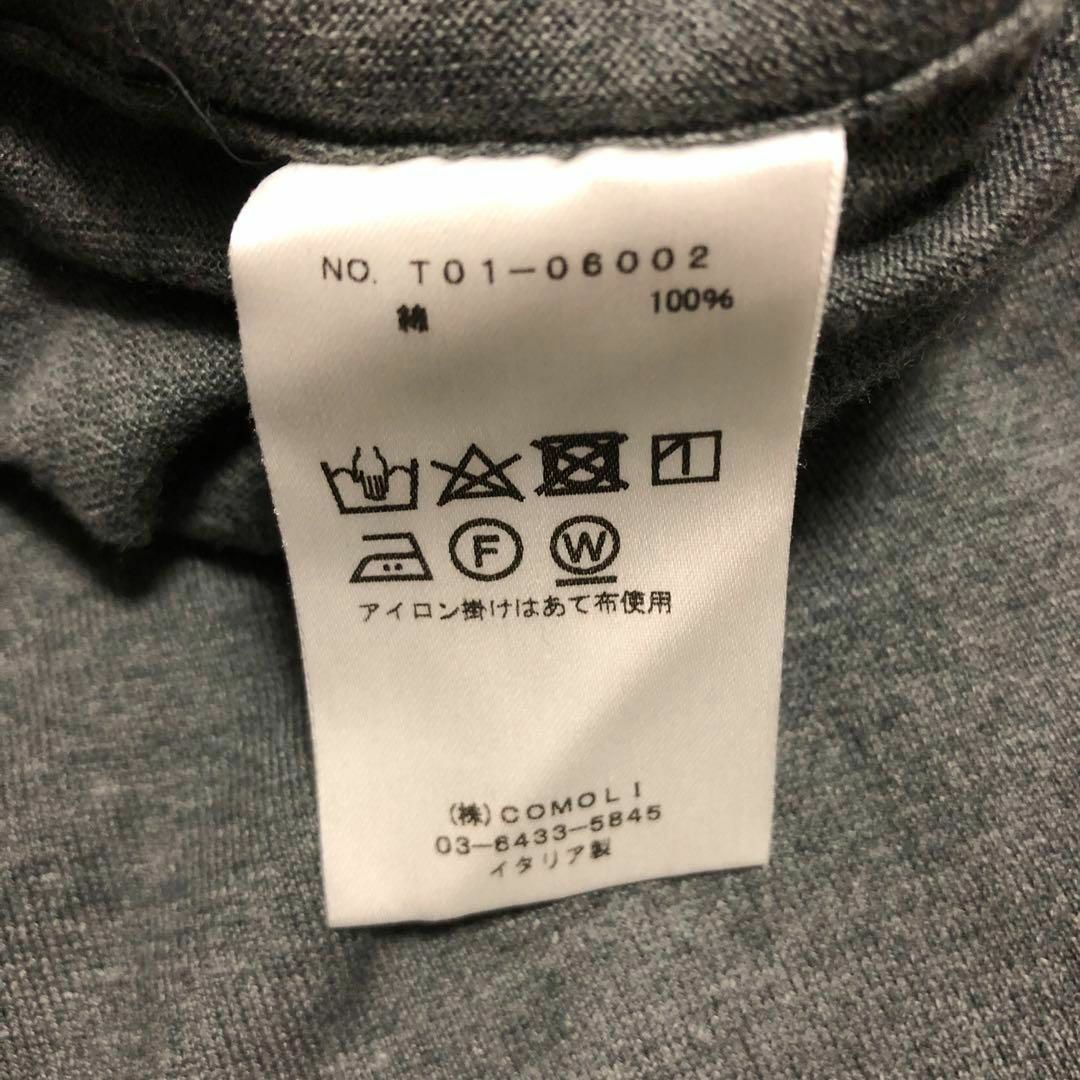 NO. T01-06002
綿 100%
F W
アイロン掛けはあて布使用
(株)COMOLI
03-6433-5845
イタリア製